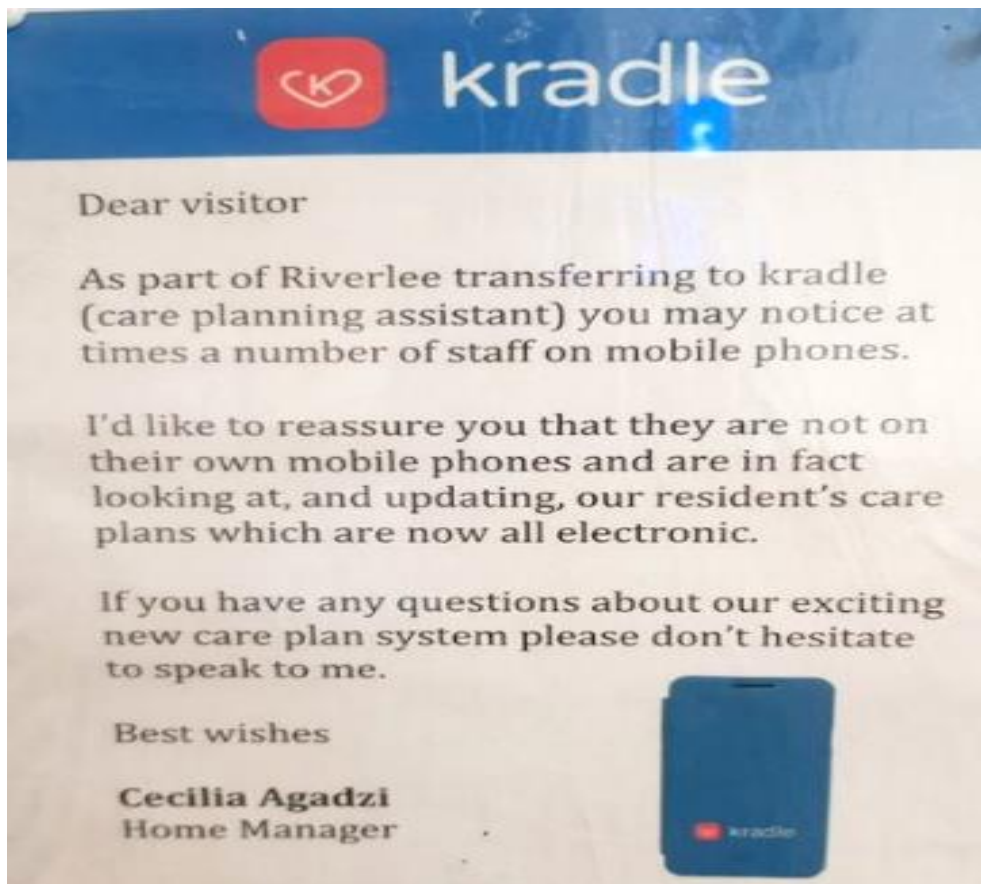 K
kradle
Dear visitor
As part of Riverlee transferring to kradle
(care planning assistant) you may notice at
times a number of staff on mobile phones.
I'd like to reassure you that they are not on
their own mobile phones and are in fact
looking at, and updating, our resident's care
plans which are now all electronic.
If you have any questions about our exciting
new care plan system please don't hesitate
to speak to me.
Best wishes
Cecilia Agadzi
Home Manager
kradle